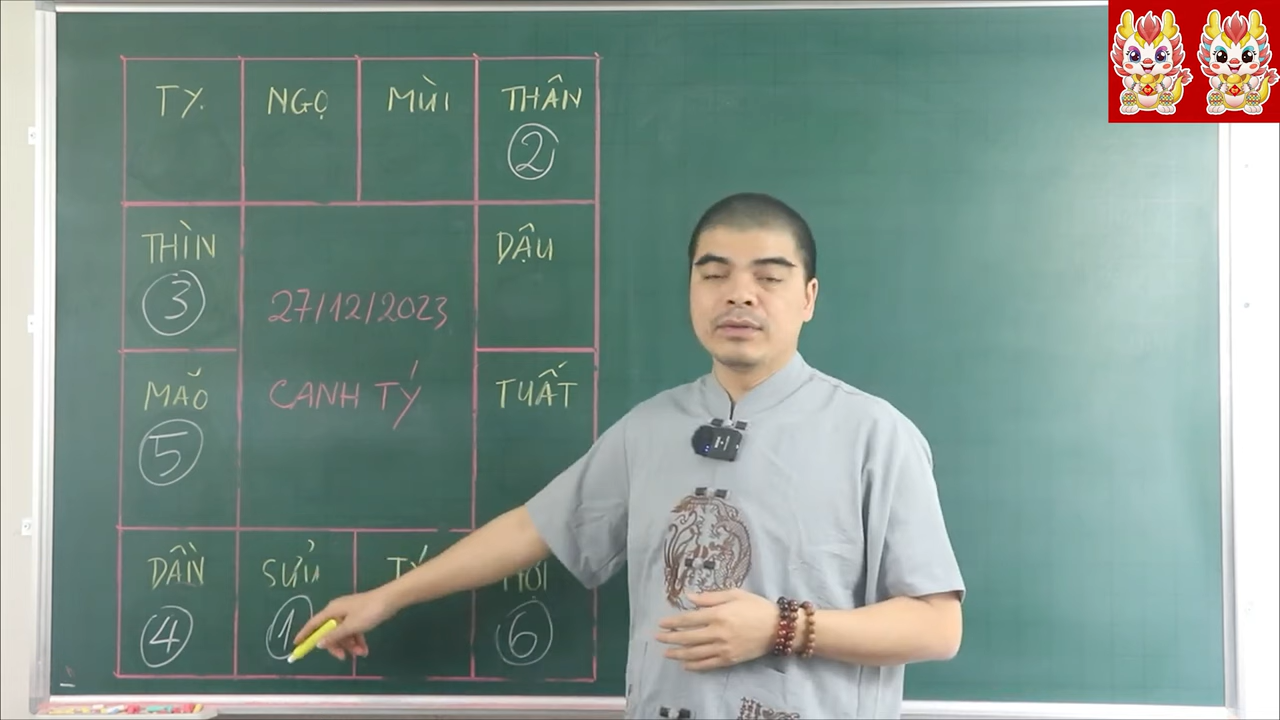 TỴ
NGỌ
MÙI
THÂN
2
THÌN
3
DẬU
27/12/2023
MÃO
5
CANH TÝ
TUẤT
DẦN
4
SỬU
1
TÝ
HỢI
6